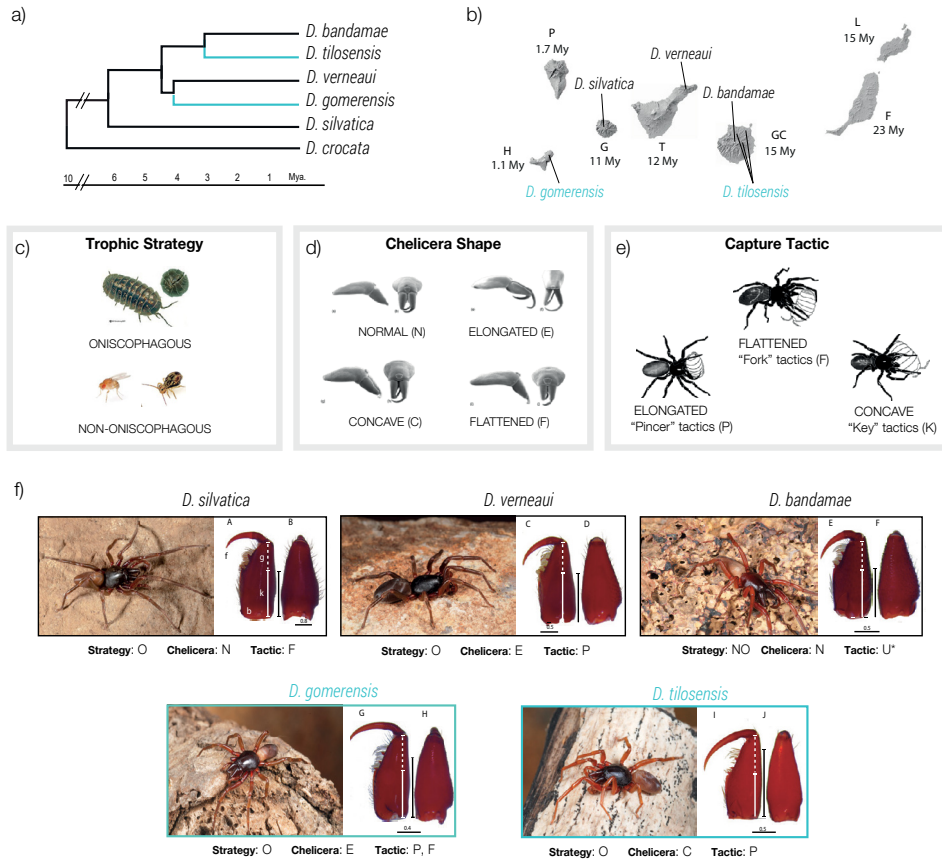 a)
D. bandamae
D. tilosensis
D. verneaui
D. gomerensis
D. silvatica
D. crocata
10 6 5 4 3 2 1 Mya.
b)
P
1.7 My
L
15 My
D. verneaui
D. silvatica
D. bandamae
H
1.1 My
G
11 My
T
12 My
GC
15 My
F
23 My
D. gomerensis
D. tilosensis
c)
Trophic Strategy
ONISCOPHAGOUS
NON-ONISCOPHAGOUS
d)
Chelicera Shape
NORMAL (N)
ELONGATED (E)
CONCAVE (C)
FLATTENED (F)
e)
Capture Tactic
FLATTENED
“Fork” tactics (F)
ELONGATED
“Pincer” tactics (P)
CONCAVE
“Key” tactics (K)
f)
D. silvatica
A B
f
g
k
b
0.8
Strategy: O Chelicera: N Tactic: F
D. verneaui
C D
0.5
Strategy: O Chelicera: E Tactic: P
D. bandamae
E F
0.5
Strategy: NO Chelicera: N Tactic: U*
D. gomerensis
G H
0.4
Strategy: O Chelicera: E Tactic: P, F
D. tilosensis
I J
0.5
Strategy: O Chelicera: C Tactic: P